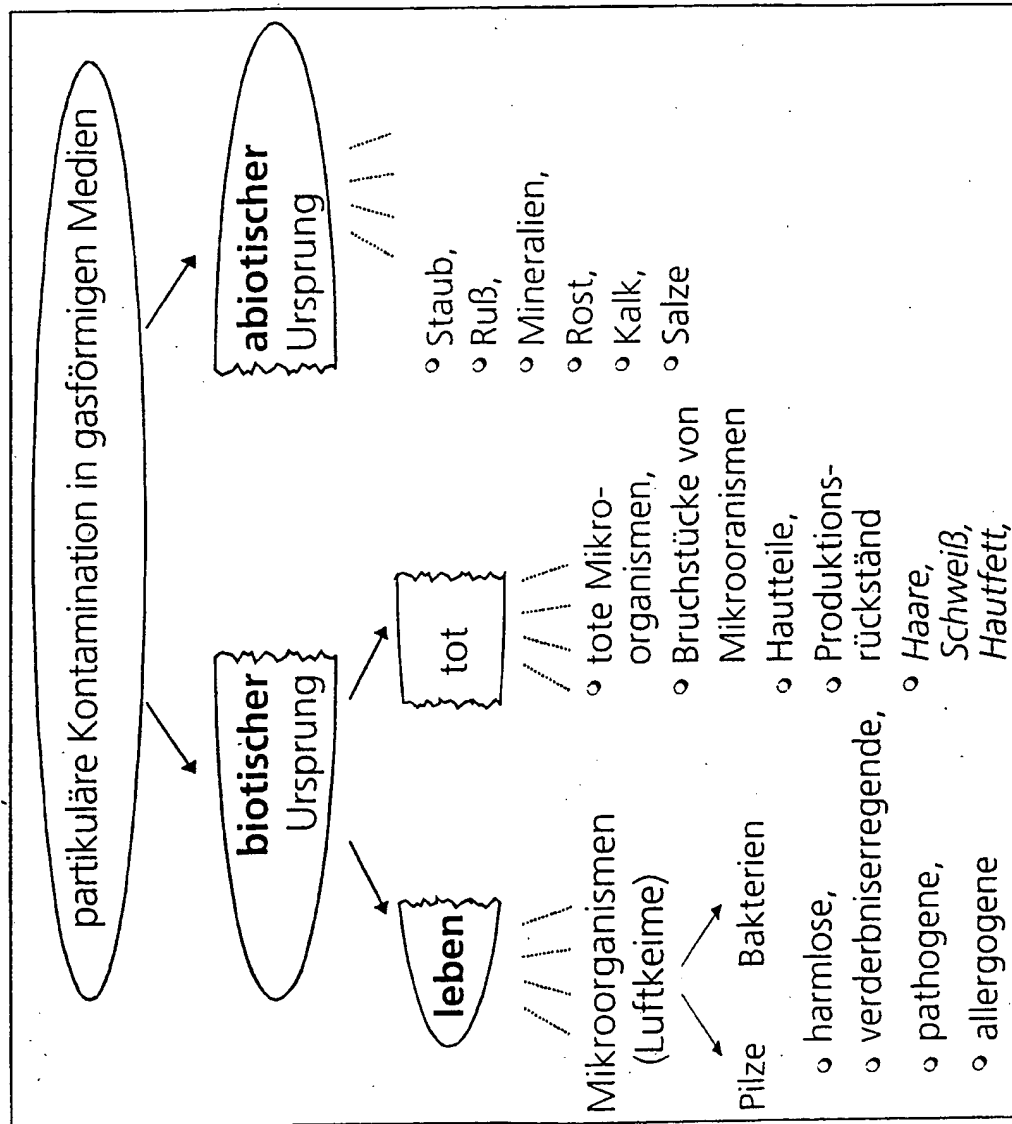 partikuläre Kontamination in gasförmigen Medien
biotischer
Ursprung
abiotischer
Ursprung
leben
tot
Mikroorganismen
(Luftkeime)
Pilze
Bakterien
harmlose,
verderbniserregende,
pathogene,
allergogene
tote Mikro-
organismen,
Bruchstücke von
Mikrooranismen
Hautteile,
Produktions-
rückständ
Haare,
Schweiß,
Hautfett,
Staub,
Ruß,
Mineralien,
Rost,
Kalk,
Salze